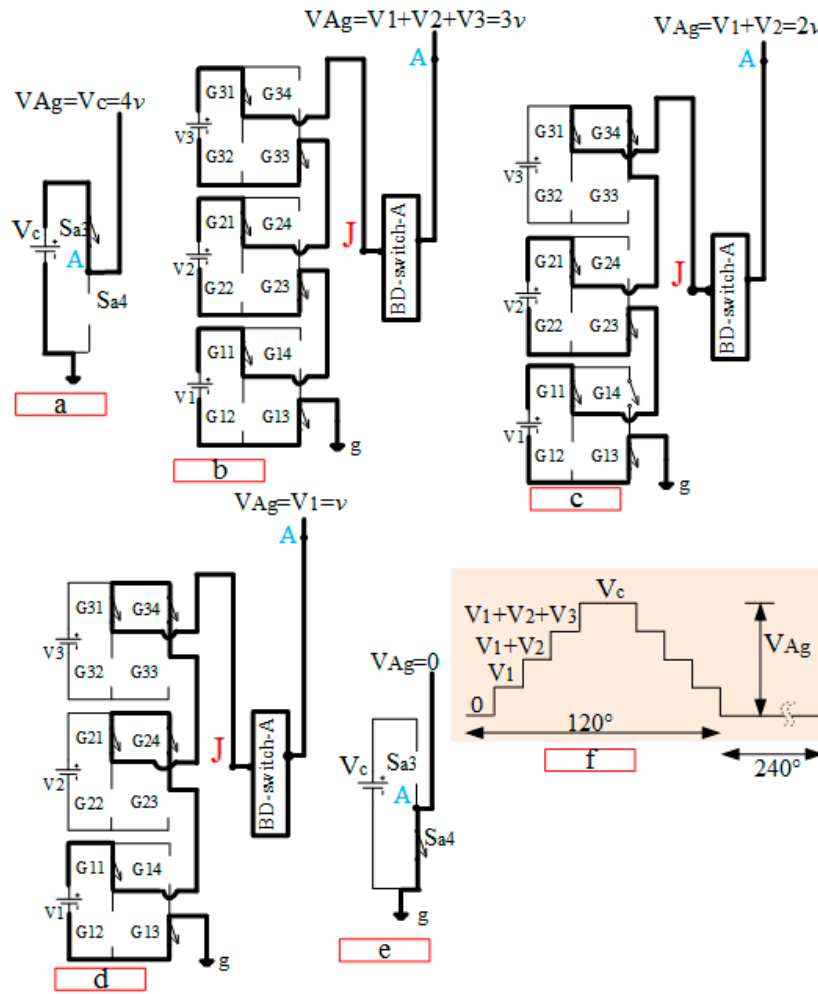 VAg=VC=4v
Vc
Sa3
A
Sa4
a
VAg=V1+V2+V3=3v
A
G31 G34
V3
G32 G33
G21 G24
V2
G22 G23
G11 G14
V1
G12 G13
J
BD-switch-A
g
b
VAg=V1+V2=2v
A
G31 G34
V3
G32 G33
G21 G24
V2
G22 G23
G11 G14
V1
G12 G13
J
BD-switch-A
g
c
VAg=V1=v
A
G31 G34
V3
G32 G33
G21 G24
V2
G22 G23
G11 G14
V1
G12 G13
J
BD-switch-A
g
d
VAg=0
Vc
Sa3
A
Sa4
g
e
Vc
V1+V2+V3
V1+V2
V1
0
VAg
120°
240°
f